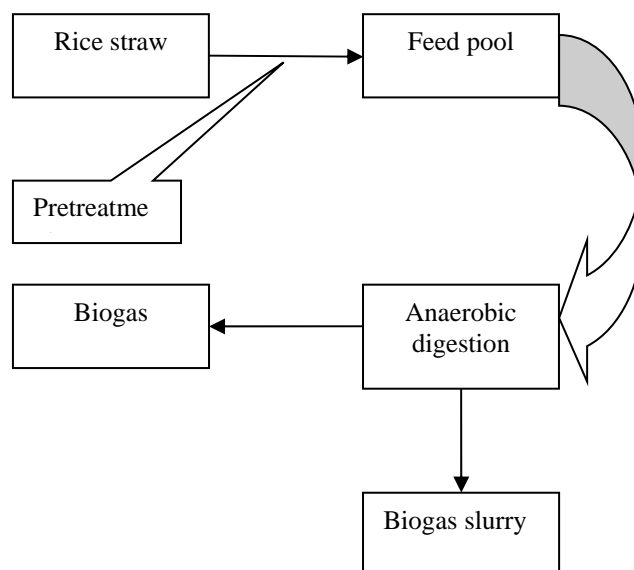 Rice straw
Feed pool
Pretreatme
Biogas
Anaerobic
digestion
Biogas slurry